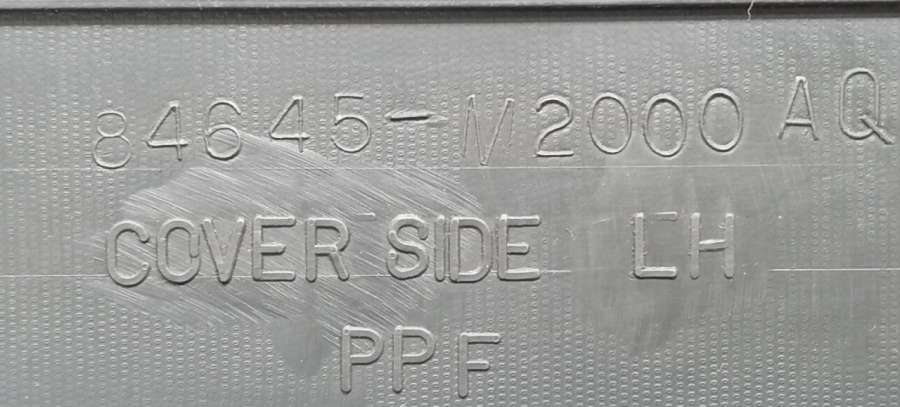 84645-M2000 AQ
COVER SIDE LH
PPF